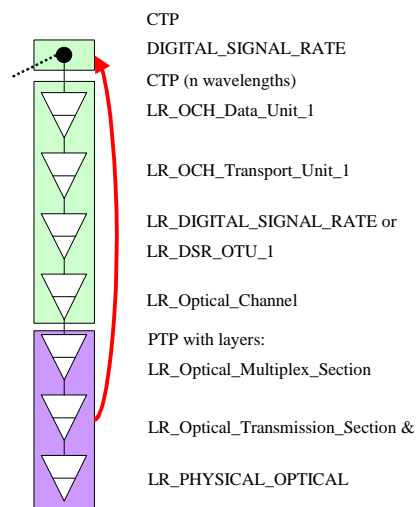 CTP
DIGITAL_SIGNAL_RATE
CTP (n wavelengths)
LR_OCH_Data_Unit_1
LR_OCH_Transport_Unit_1
LR_DIGITAL_SIGNAL_RATE or
LR_DSR_OTU_1
LR_Optical_Channel
PTP with layers:
LR_Optical_Multiplex_Section
LR_Optical_Transmission_Section &
LR_PHYSICAL_OPTICAL